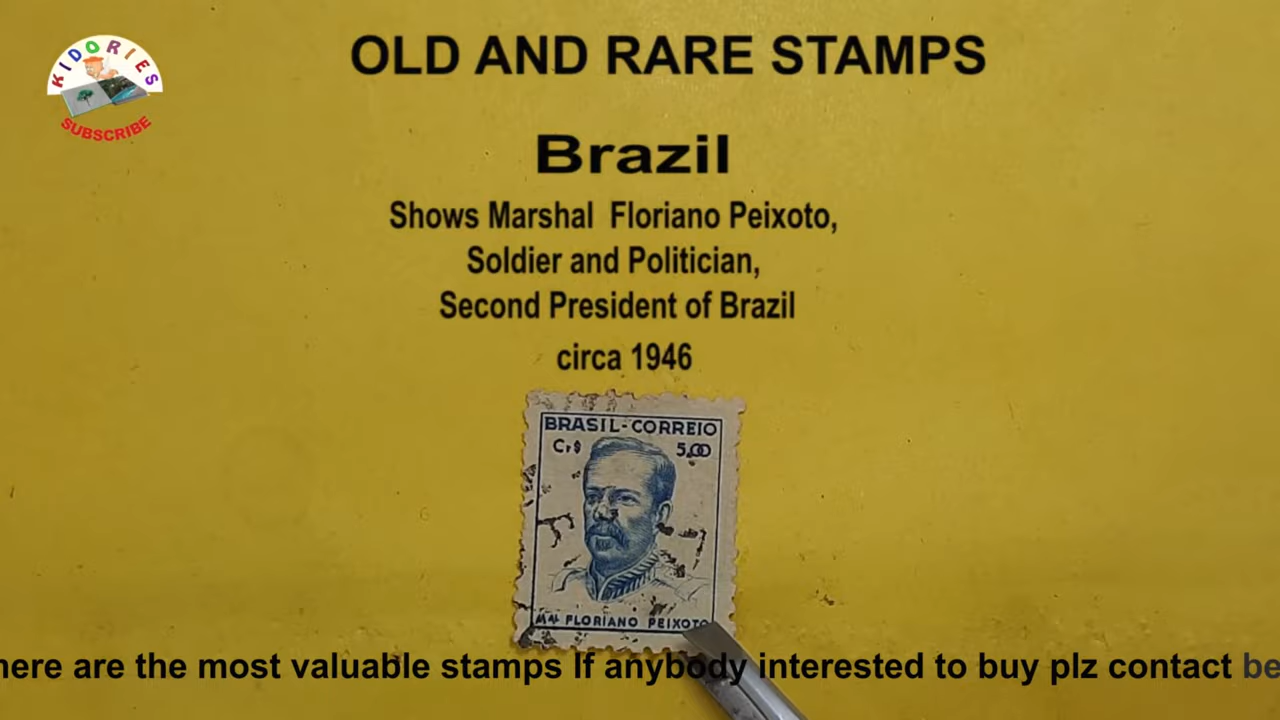 KIDORIES
SUBSCRIBE
OLD AND RARE STAMPS
Brazil
Shows Marshal Floriano Peixoto,
Soldier and Politician,
Second President of Brazil
circa 1946
BRASIL-CORREIO
Cr$ 5,00
MAL FLORIANO PEIXOTO
here are the most valuable stamps If anybody interested to buy plz contact be